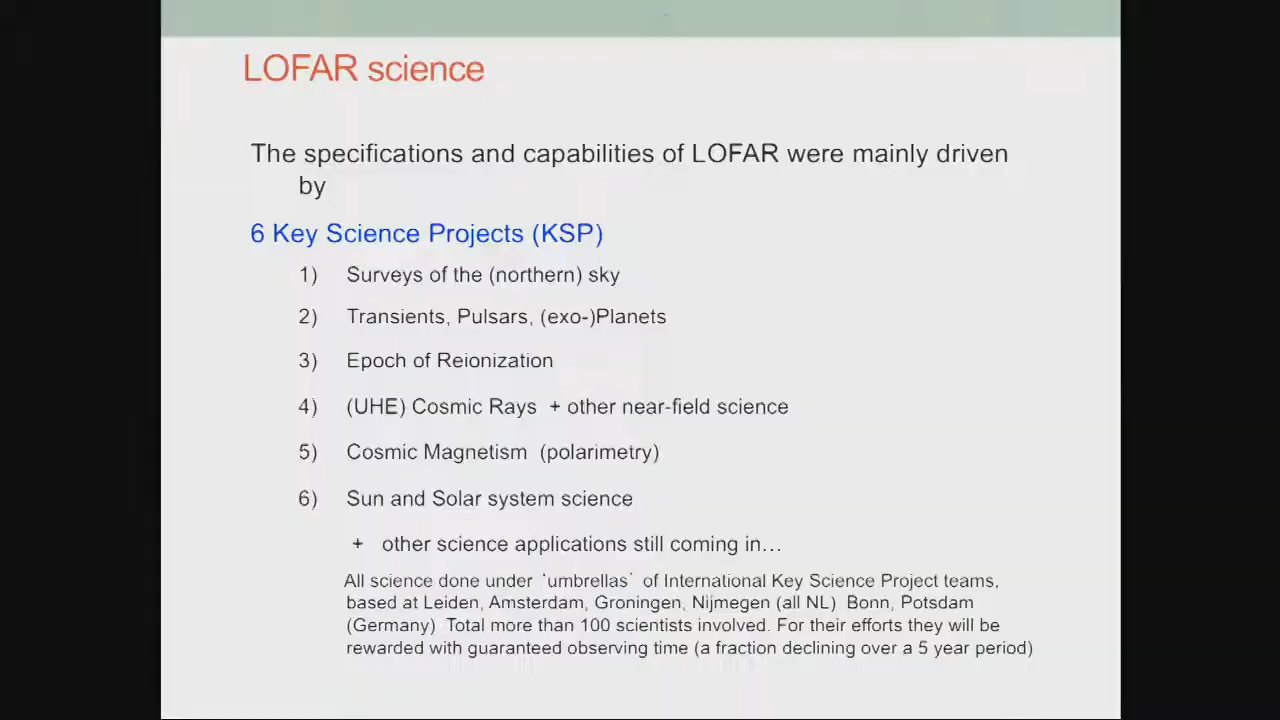 LOFAR science
The specifications and capabilities of LOFAR were mainly driven
by
6 Key Science Projects (KSP)
1) Surveys of the (northern) sky
2) Transients, Pulsars, (exo-)Planets
3) Epoch of Reionization
4) (UHE) Cosmic Rays + other near-field science
5) Cosmic Magnetism (polarimetry)
6) Sun and Solar system science
+ other science applications still coming in…
All science done under `umbrellas´ of International Key Science Project teams,
based at Leiden, Amsterdam, Groningen, Nijmegen (all NL) Bonn, Potsdam
(Germany) Total more than 100 scientists involved. For their efforts they will be
rewarded with guaranteed observing time (a fraction declining over a 5 year period)